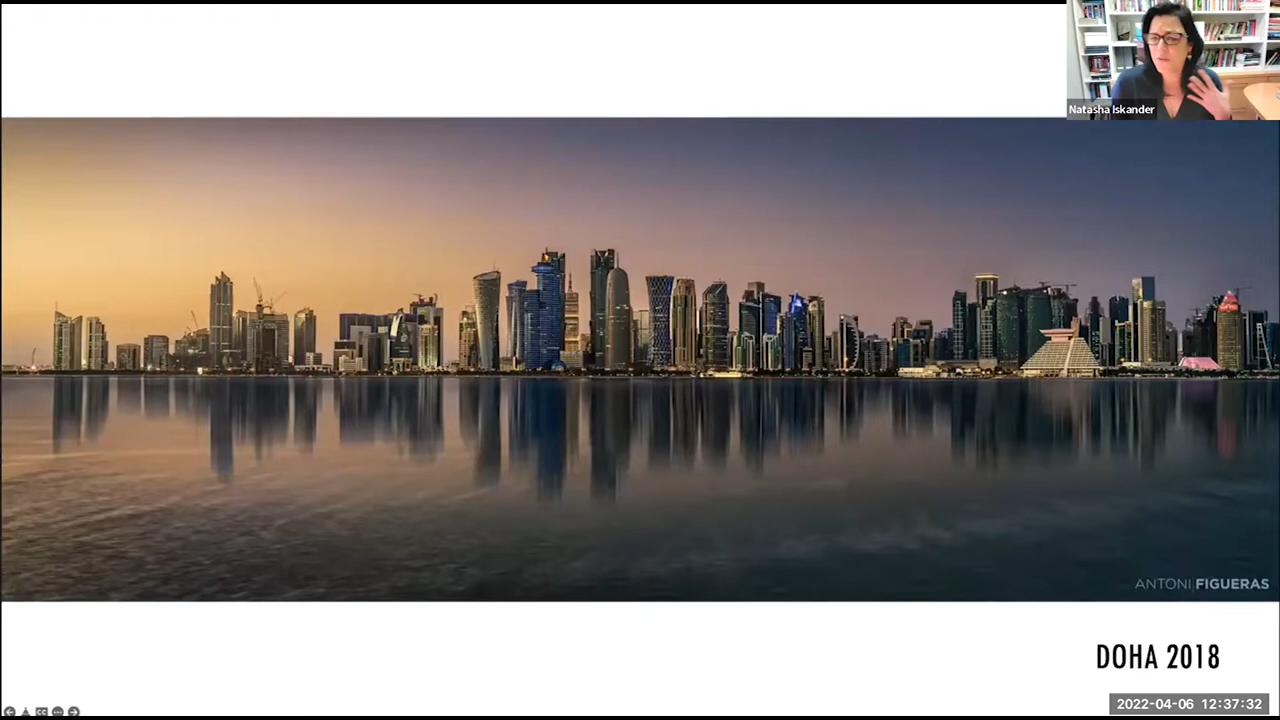 Natasha Iskander
ANTONI|FIGUERAS
DOHA 2018
2022-04-06 12:37:32